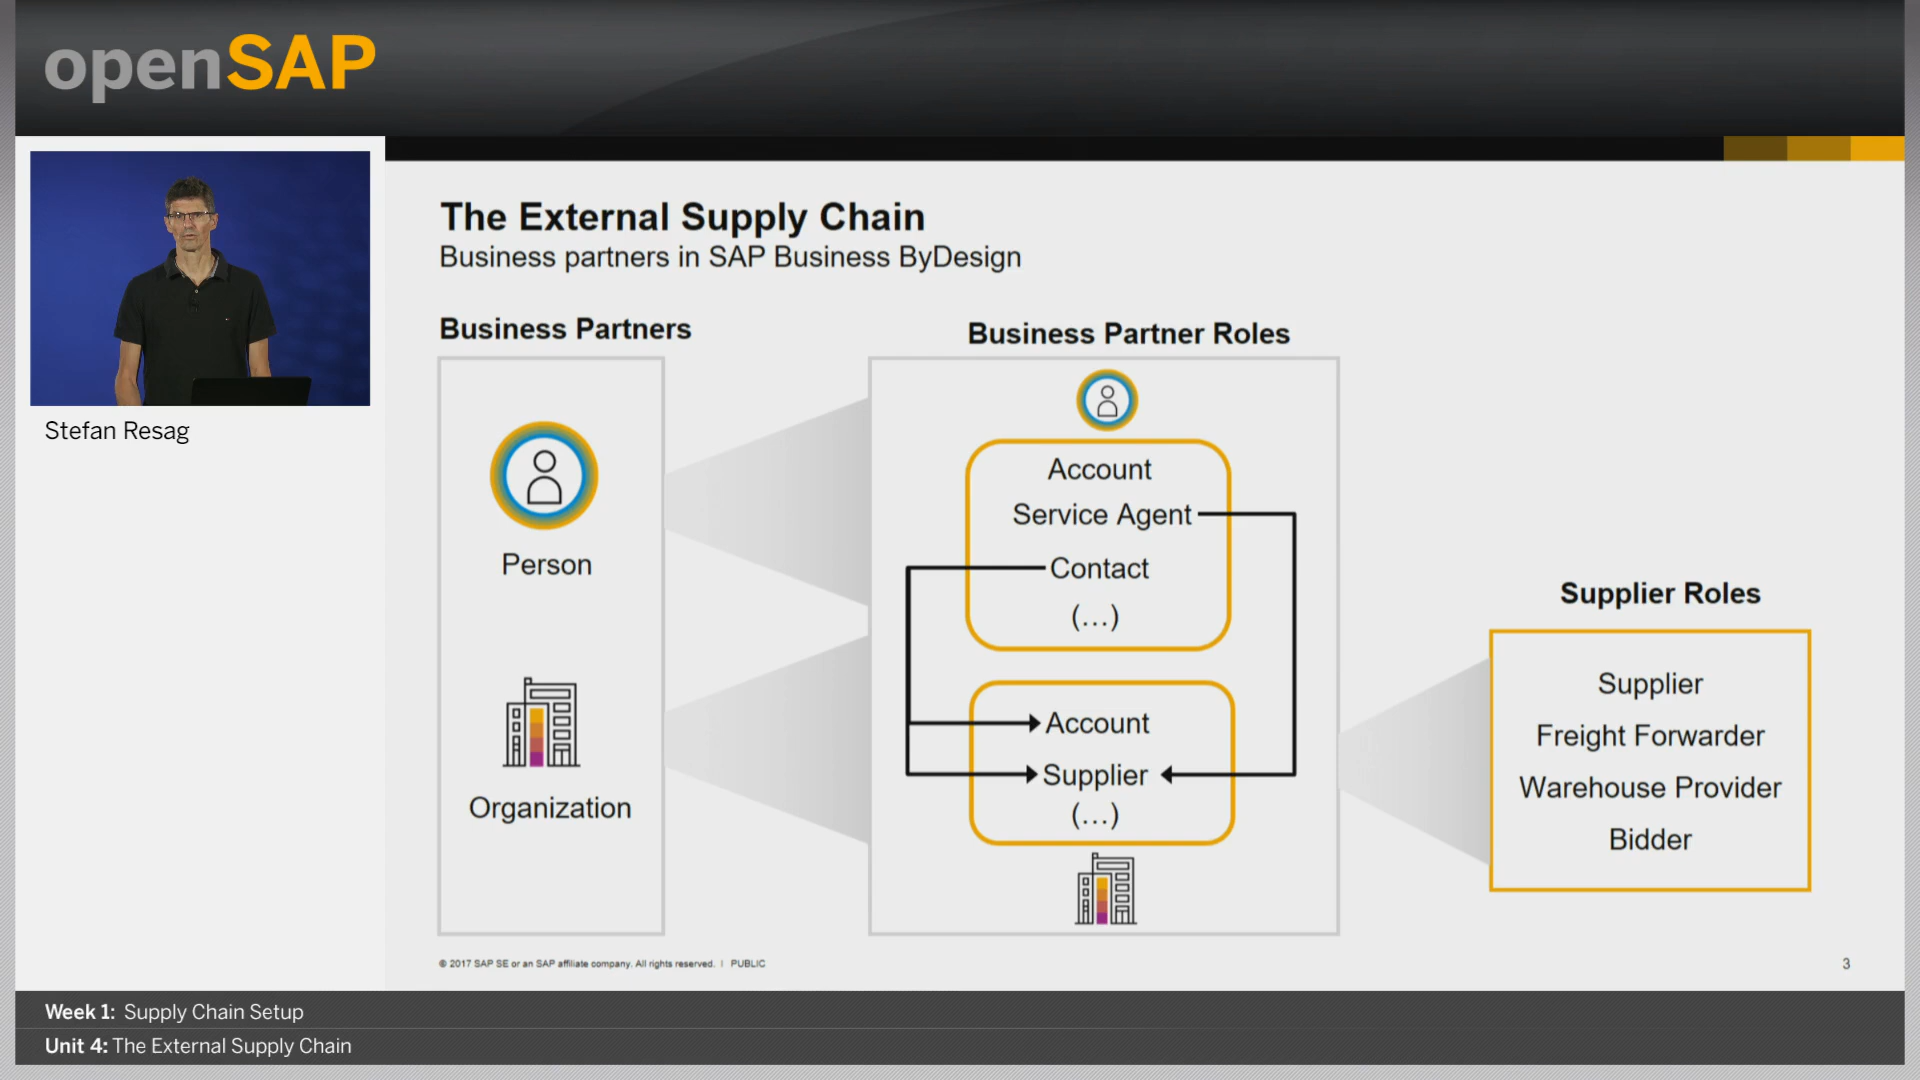 openSAP
Stefan Resag
The External Supply Chain
Business partners in SAP Business ByDesign
Business Partners
Person
Organization
Business Partner Roles
Account
Service Agent
Contact
(...)
Account
Supplier
(...)
Supplier Roles
Supplier
Freight Forwarder
Warehouse Provider
Bidder
© 2017 SAP SE or an SAP affiliate company. All rights reserved. | PUBLIC
3
Week 1: Supply Chain Setup
Unit 4: The External Supply Chain